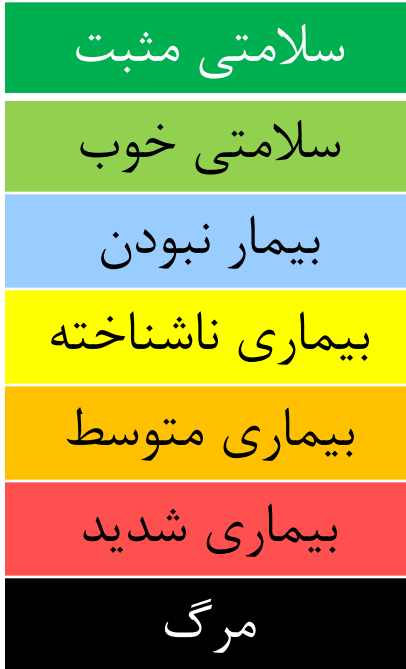 سلامتی مثبت
سلامتی خوب
بیمار نبودن
بیماری ناشناخته
بیماری متوسط
بیماری شدید
مرگ